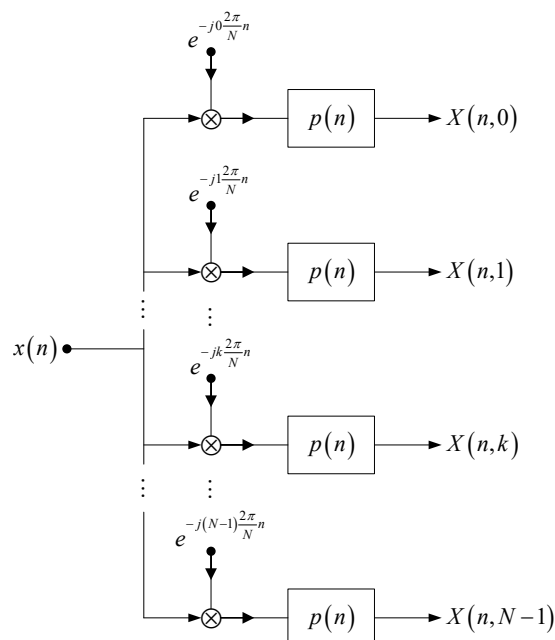 e^{-j0\frac{2\pi}{N}n}
p(n) X(n,0)
e^{-j1\frac{2\pi}{N}n}
p(n) X(n,1)
⋮ ⋮
x(n)
e^{-jk\frac{2\pi}{N}n}
p(n) X(n,k)
⋮ ⋮
e^{-j(N-1)\frac{2\pi}{N}n}
p(n) X(n,N-1)